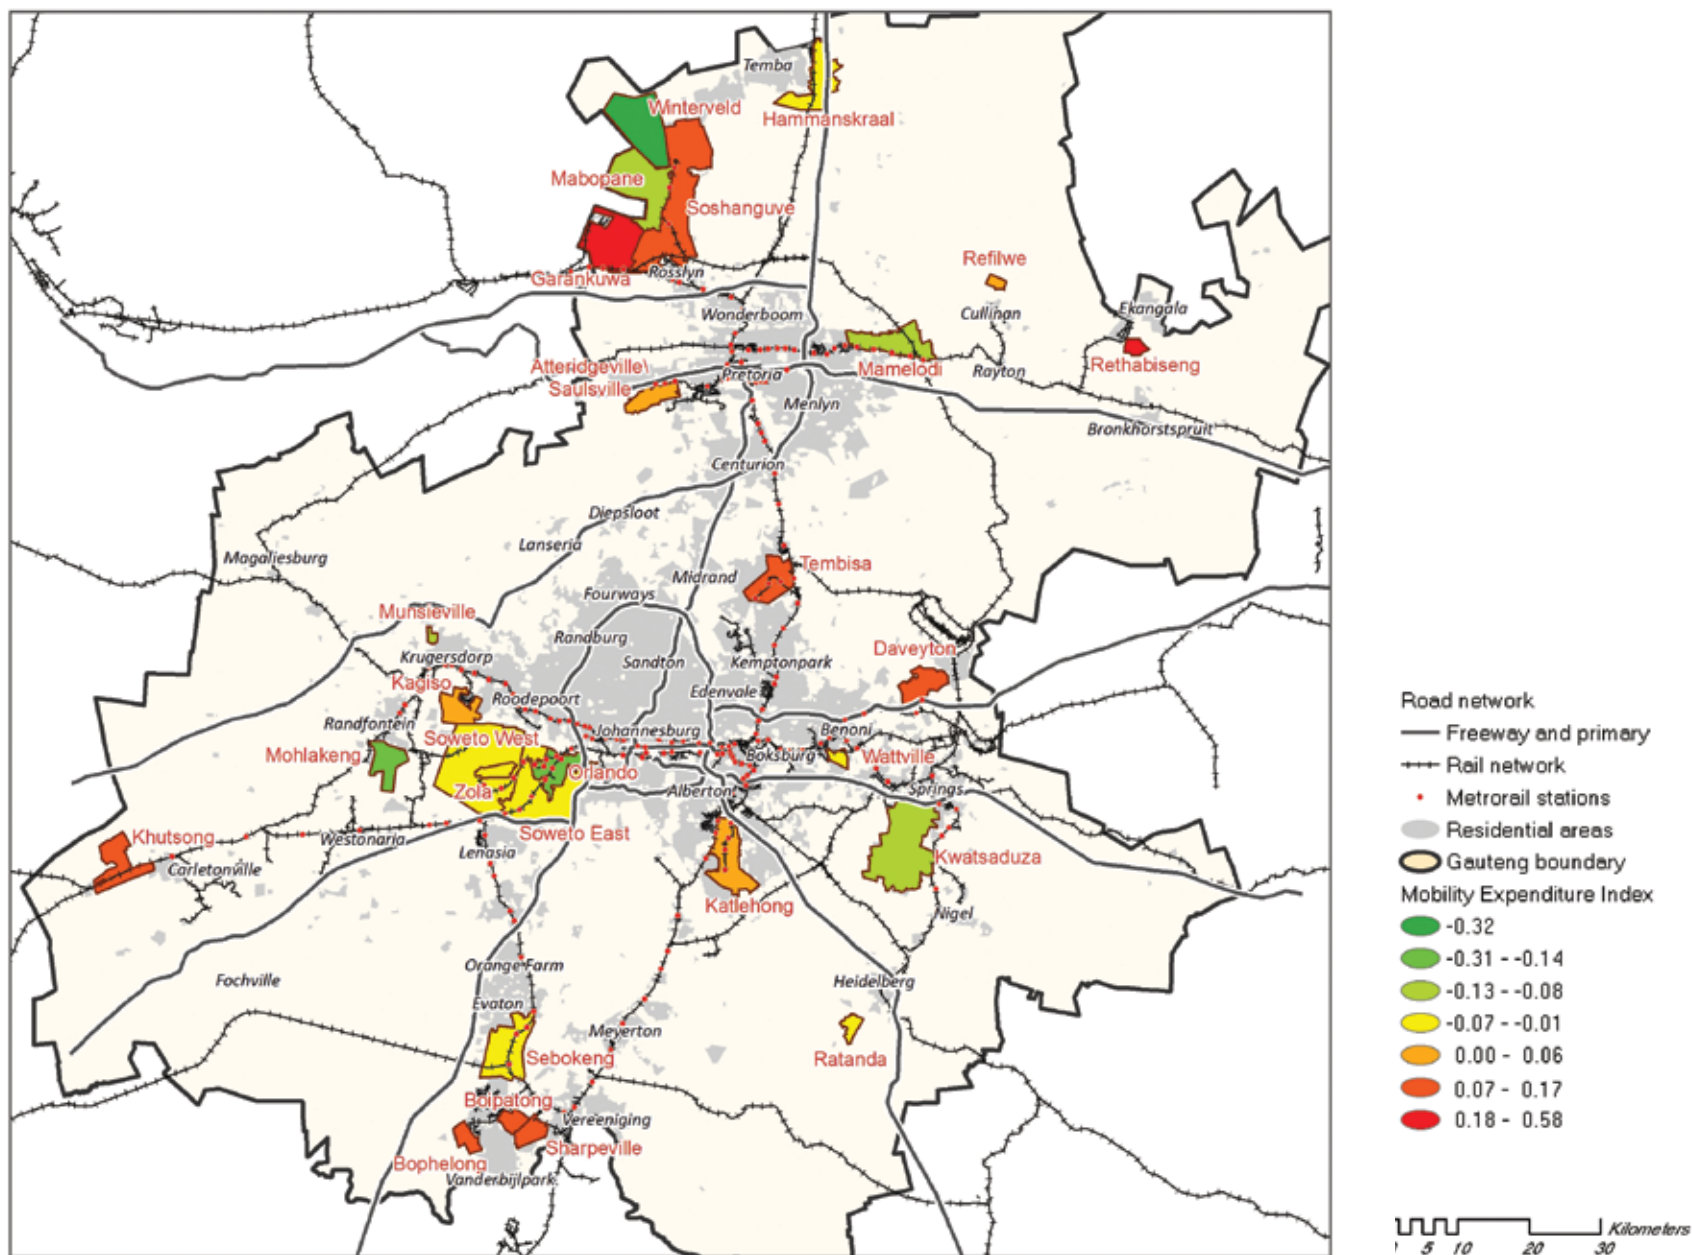 Temba
Winterveld
Hammanskraal
Mabopane
Soshanguve
Garankuwa
Rosslyn
Refilwe
Wonderboom
Cullinan
Ekangala
Atteridgeville\
Saulsville
Pretoria
Mamelodi
Rayton
Rethabiseng
Menlyn
Bronkhorstspruit
Centurion
Diepsloot
Lanseria
Magaliesburg
Midrand
Tembisa
Fourways
Munsieville
Randburg
Krugersdorp
Sandton
Kemptonpark
Daveyton
Kagiso
Roodepoort
Edenvale
Randfontein
Soweto West
Johannesburg
Benoni
Mohlakeng
Boksburg
Wattville
Orlando
Zola
Alberton
Springs
Soweto East
Khutsong
Westonaria
Lenasia
Carletonville
Kwatsaduza
Katlehong
Nigel
Orange Farm
Fochville
Heidelberg
Evaton
Meyerton
Sebokeng
Ratanda
Boipatong
Vereeniging
Sharpeville
Bophelong
Vanderbijlpark
Road network
Freeway and primary
Rail network
Metrorail stations
Residential areas
Gauteng boundary
Mobility Expenditure Index
-0.32
-0.31 - -0.14
-0.13 - -0.08
-0.07 - -0.01
0.00 - 0.06
0.07 - 0.17
0.18 - 0.58
Kilometers
5 10 20 30